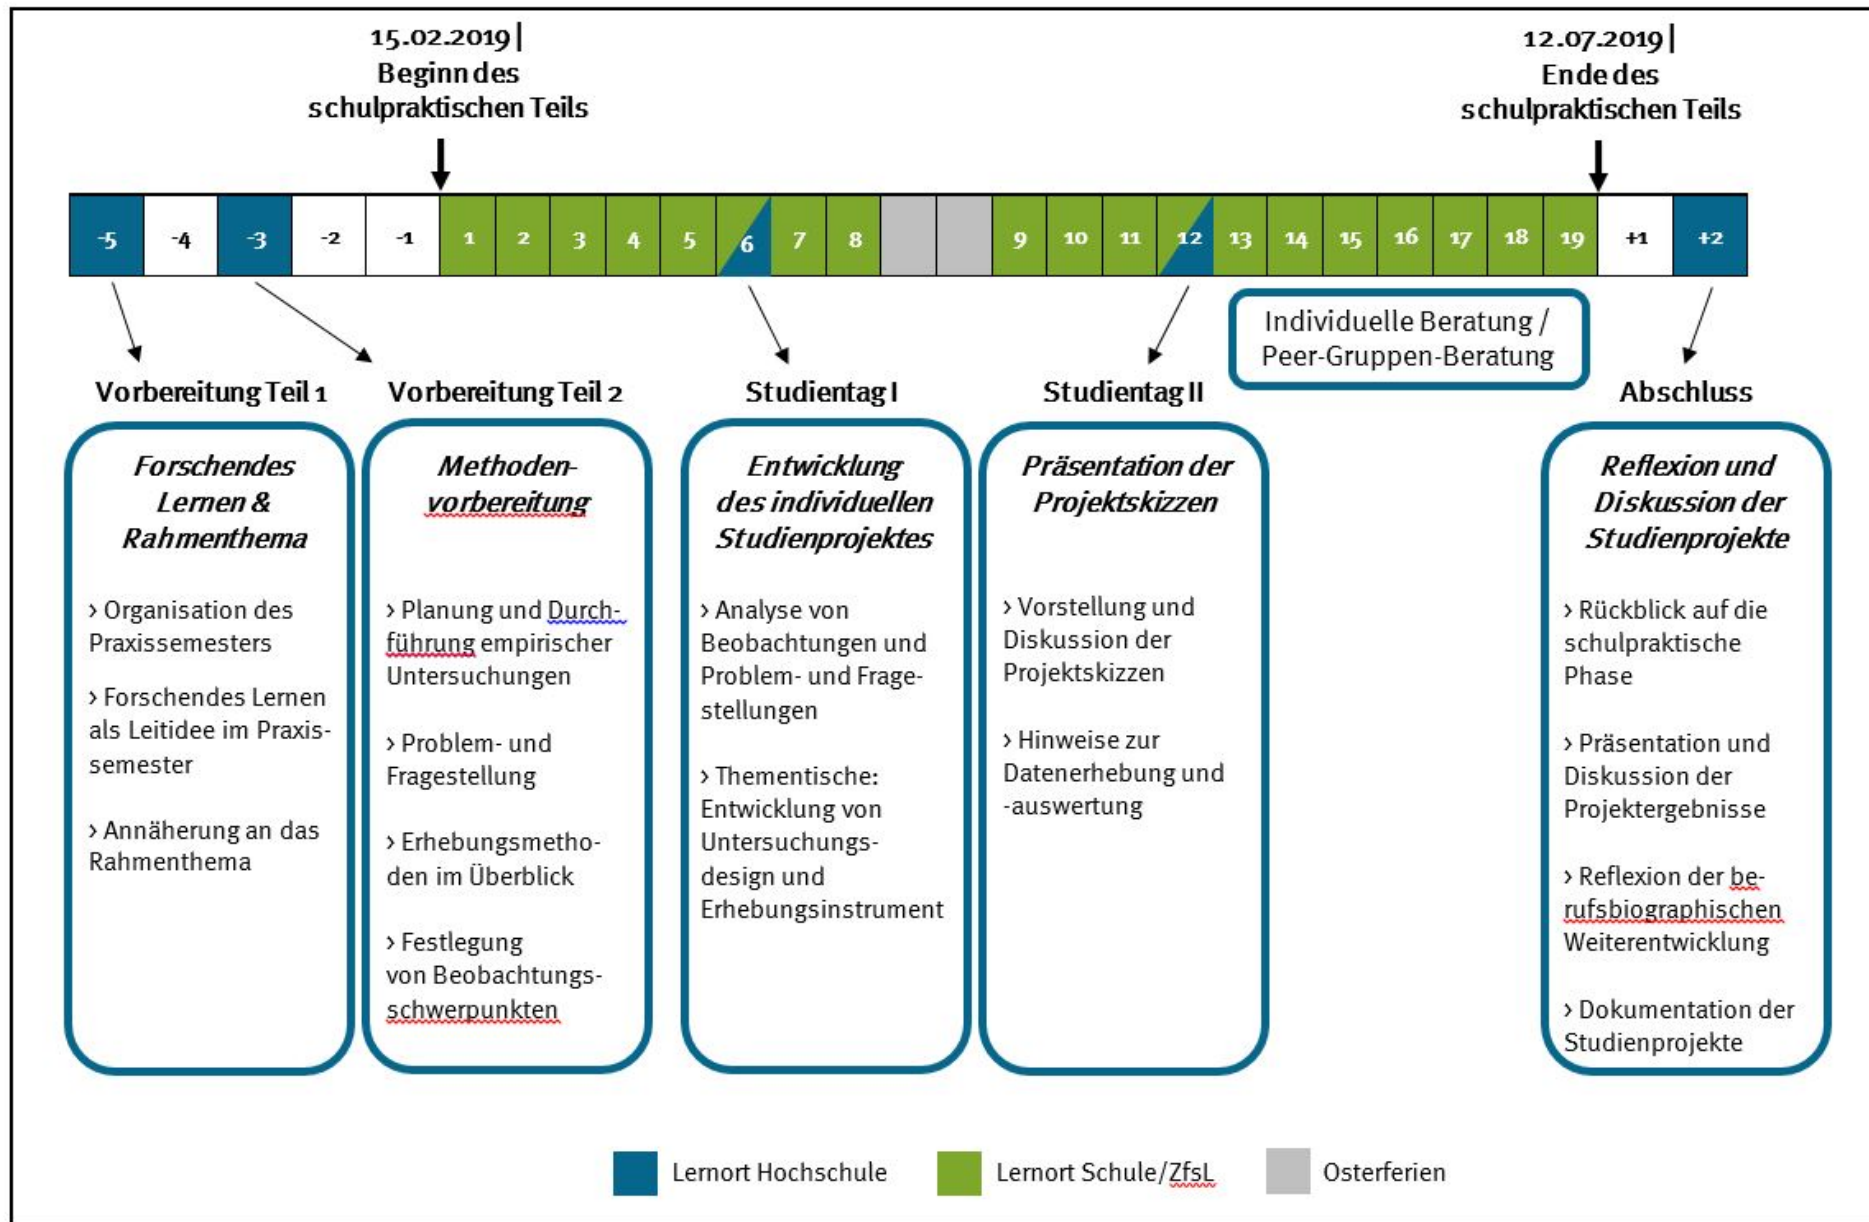 15.02.2019|
Beginn des
schulpraktischen Teils
12.07.2019|
Ende des
schulpraktischen Teils
-5 -4 -3 -2 -1 1 2 3 4 5 6 7 8 9 10 11 12 13 14 15 16 17 18 19 +1 +2
Individuelle Beratung /
Peer-Gruppen-Beratung
Vorbereitung Teil 1
Forschendes
Lernen &
Rahmenthema
> Organisation des
Praxissemesters
> Forschendes Lernen
als Leitidee im Praxis-
semester
> Annäherung an das
Rahmenthema
Vorbereitung Teil 2
Methoden-
vorbereitung
> Planung und Durch-
führung empirischer
Untersuchungen
> Problem- und
Fragestellung
> Erhebungsmetho-
den im Überblick
> Festlegung
von Beobachtungs-
schwerpunkten
Studientag I
Entwicklung
des individuellen
Studienprojektes
> Analyse von
Beobachtungen und
Problem- und Frage-
stellungen
> Thementische:
Entwicklung von
Untersuchungs-
design und
Erhebungsinstrument
Studientag II
Präsentation der
Projektskizzen
> Vorstellung und
Diskussion der
Projektskizzen
> Hinweise zur
Datenerhebung und
-auswertung
Abschluss
Reflexion und
Diskussion der
Studienprojekte
> Rückblick auf die
schulpraktische
Phase
> Präsentation und
Diskussion der
Projektergebnisse
> Reflexion der be-
rufsbiographischen
Weiterentwicklung
> Dokumentation der
Studienprojekte
Lernort Hochschule
Lernort Schule/ZfsL
Osterferien